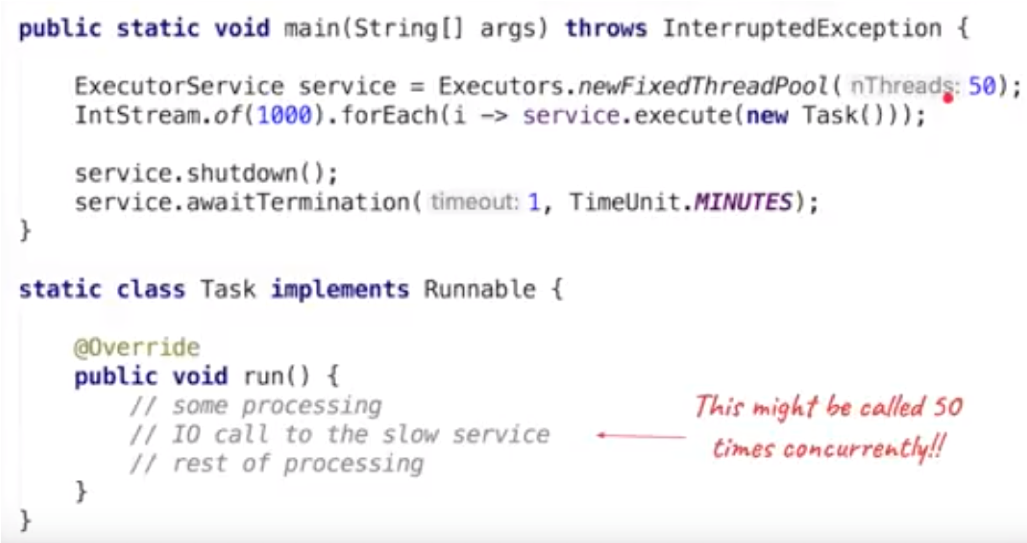 public static void main(String[] args) throws InterruptedException {
ExecutorService service = Executors.newFixedThreadPool( nThreads: 50);
IntStream.of(1000).forEach(i -> service.execute(new Task()));
service.shutdown();
service.awaitTermination( timeout: 1, TimeUnit.MINUTES);
}
static class Task implements Runnable {
@Override
public void run() {
// some processing
// IO call to the slow service
// rest of processing
}
}
This might be called 50
times concurrently!!